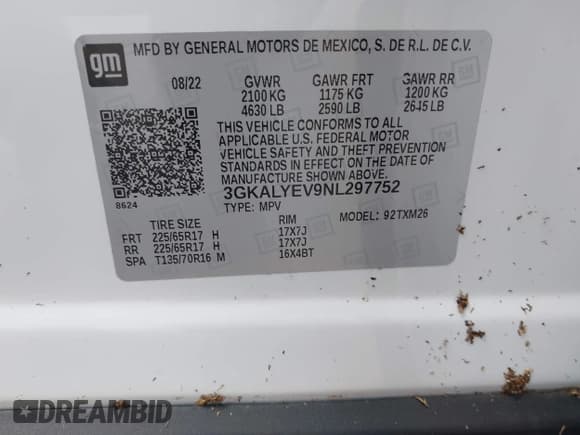 gm
MFD BY GENERAL MOTORS DE MEXICO, S. DE R.L. DE C.V.
08/22 GVWR GAWR FRT GAWR RR
2100 KG 1175 KG 1200 KG
4630 LB 2590 LB 2645 LB
THIS VEHICLE CONFORMS TO ALL
APPLICABLE U.S. FEDERAL MOTOR
VEHICLE SAFETY AND THEFT PREVENTION
STANDARDS IN EFFECT ON THE DATE OF
MANUFACTURE SHOWN ABOVE.
8624
3GKALYEV9NL297752
TYPE: MPV MODEL: 92TXM26
TIRE SIZE RIM
FRT 225/65R17 H 17X7J
RR 225/65R17 H 17X7J
SPA T135/70R16 M 16X4BT
DREAMBID